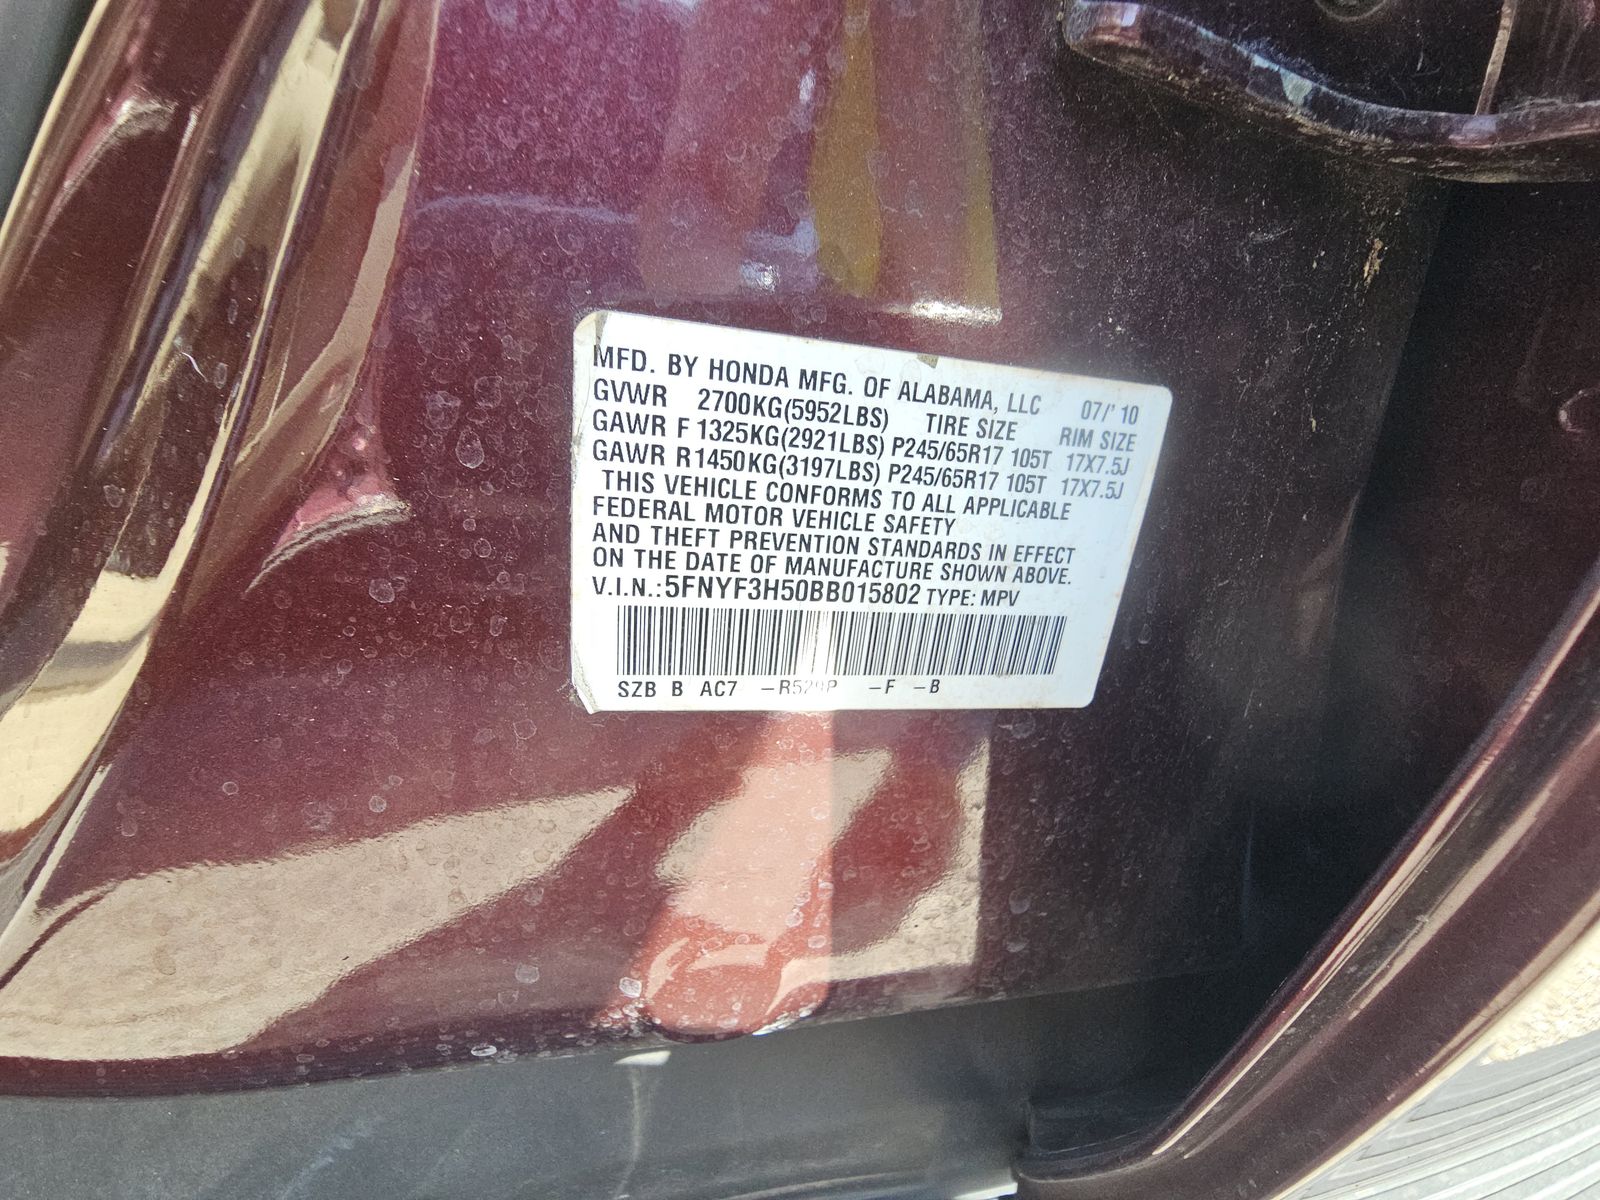 MFD. BY HONDA MFG. OF ALABAMA, LLC 07/' 10
GVWR 2700KG(5952LBS) TIRE SIZE RIM SIZE
GAWR F 1325KG(2921LBS) P245/65R17 105T 17X7.5J
GAWR R 1450KG(3197LBS) P245/65R17 105T 17X7.5J
THIS VEHICLE CONFORMS TO ALL APPLICABLE
FEDERAL MOTOR VEHICLE SAFETY
AND THEFT PREVENTION STANDARDS IN EFFECT
ON THE DATE OF MANUFACTURE SHOWN ABOVE.
V.I.N.: 5FNYF3H50BB015802 TYPE: MPV
SZB B AC7 -F -B